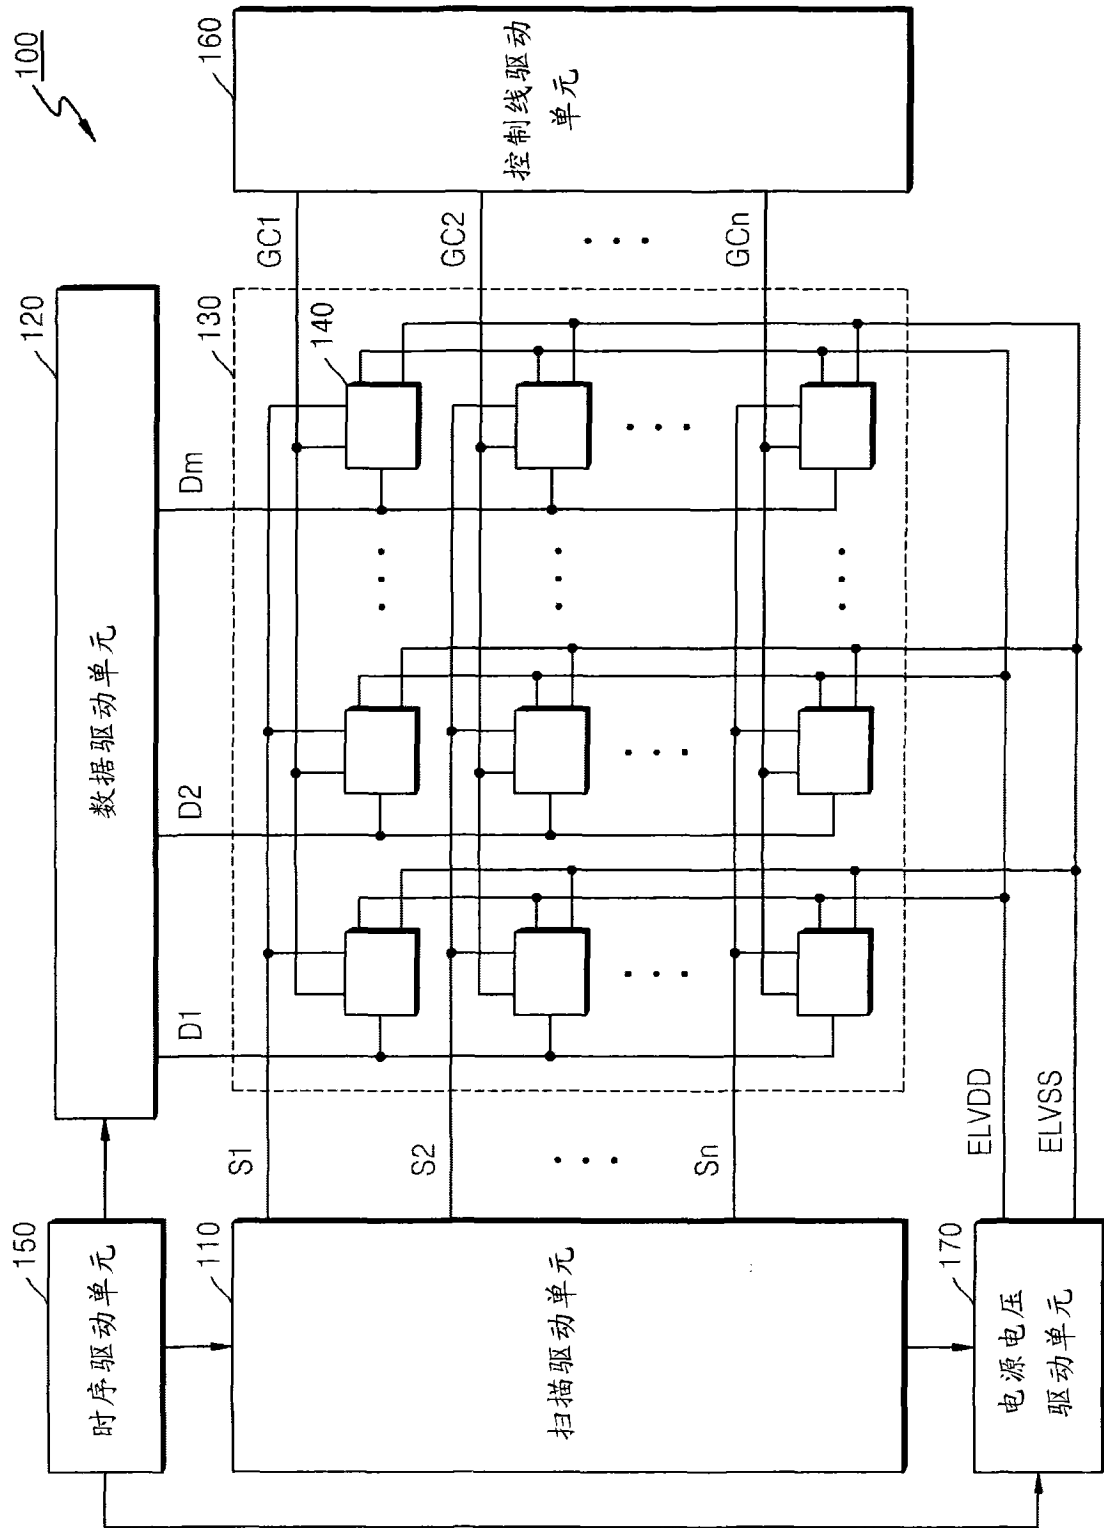 100
150
时序驱动单元
120
数据驱动单元
110
扫描驱动单元
S1
S2
Sn
D1
D2
Dm
130
140
GC1
GC2
GCn
160
控制线驱动
单元
170
电源电压
驱动单元
ELVDD
ELVSS